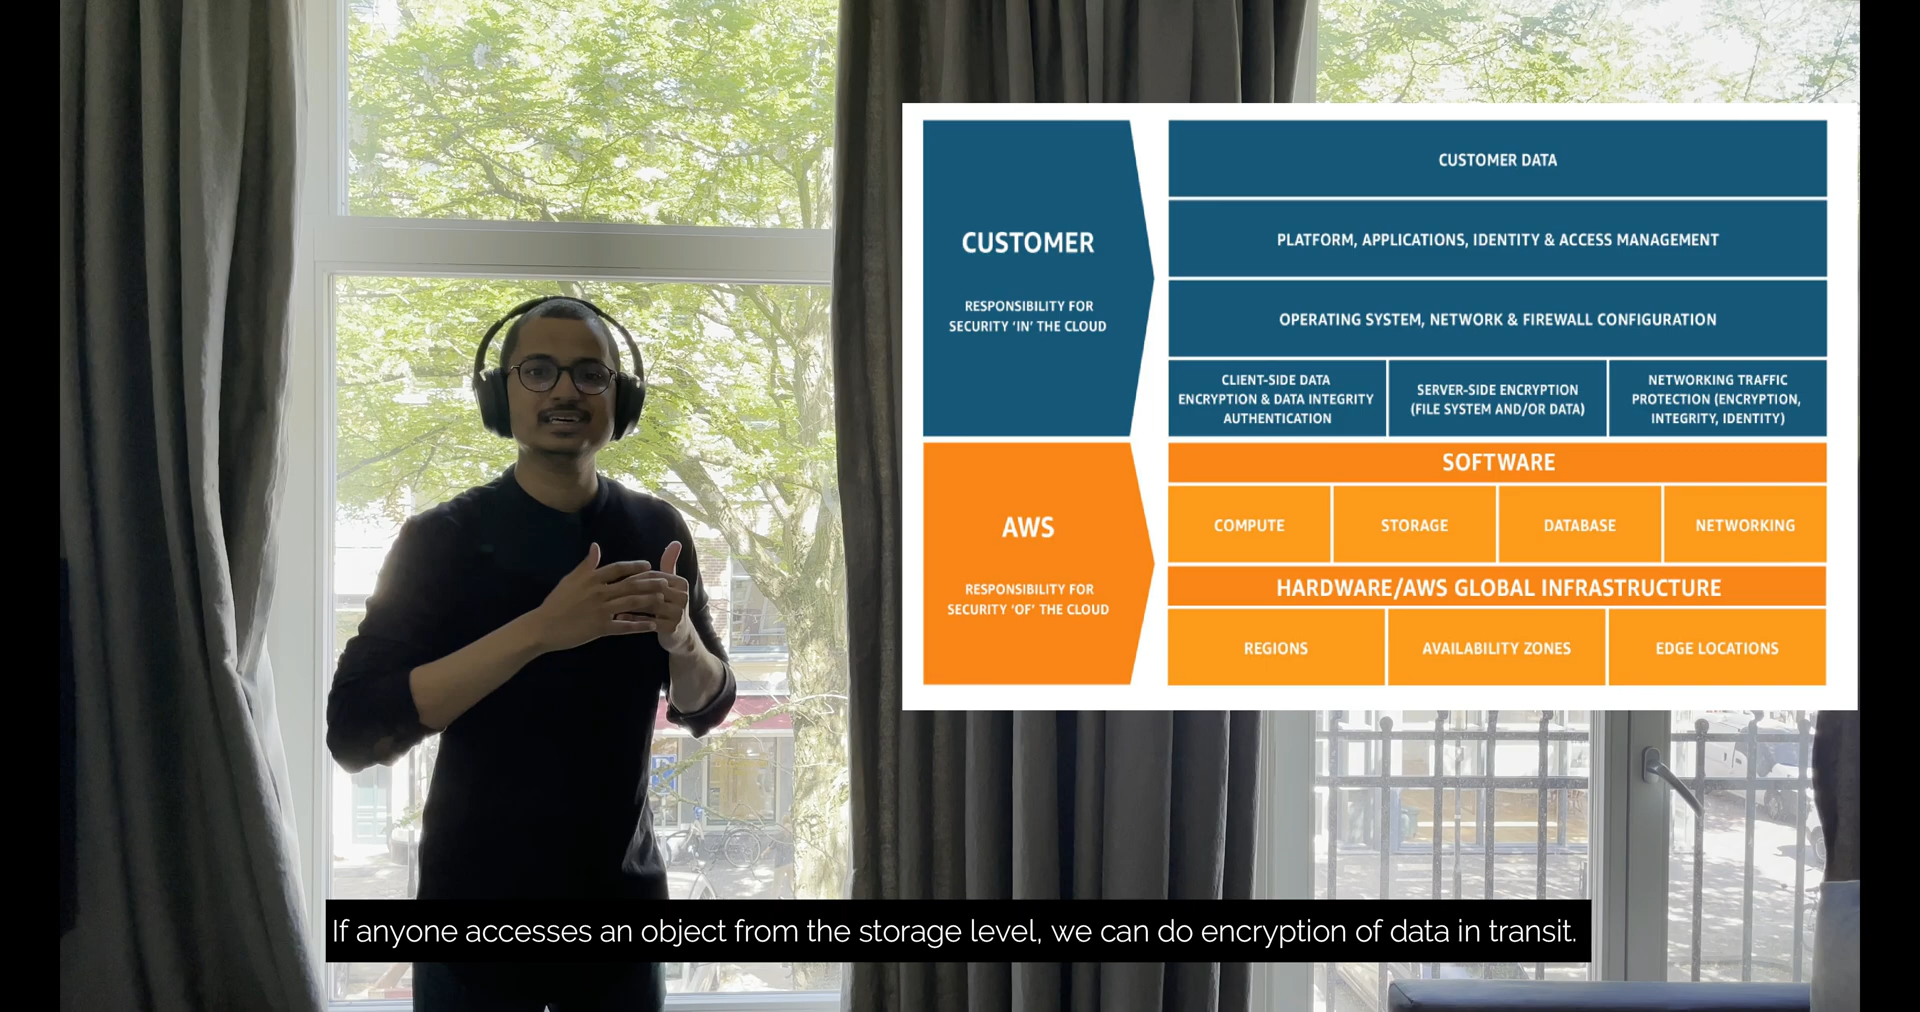 CUSTOMER
RESPONSIBILITY FOR
SECURITY ‘IN’ THE CLOUD
CUSTOMER DATA
PLATFORM, APPLICATIONS, IDENTITY & ACCESS MANAGEMENT
OPERATING SYSTEM, NETWORK & FIREWALL CONFIGURATION
CLIENT-SIDE DATA
ENCRYPTION & DATA INTEGRITY
AUTHENTICATION
SERVER-SIDE ENCRYPTION
(FILE SYSTEM AND/OR DATA)
NETWORKING TRAFFIC
PROTECTION (ENCRYPTION,
INTEGRITY, IDENTITY)
AWS
RESPONSIBILITY FOR
SECURITY ‘OF’ THE CLOUD
SOFTWARE
COMPUTE
STORAGE
DATABASE
NETWORKING
HARDWARE/AWS GLOBAL INFRASTRUCTURE
REGIONS
AVAILABILITY ZONES
EDGE LOCATIONS
If anyone accesses an object from the storage level, we can do encryption of data in transit.